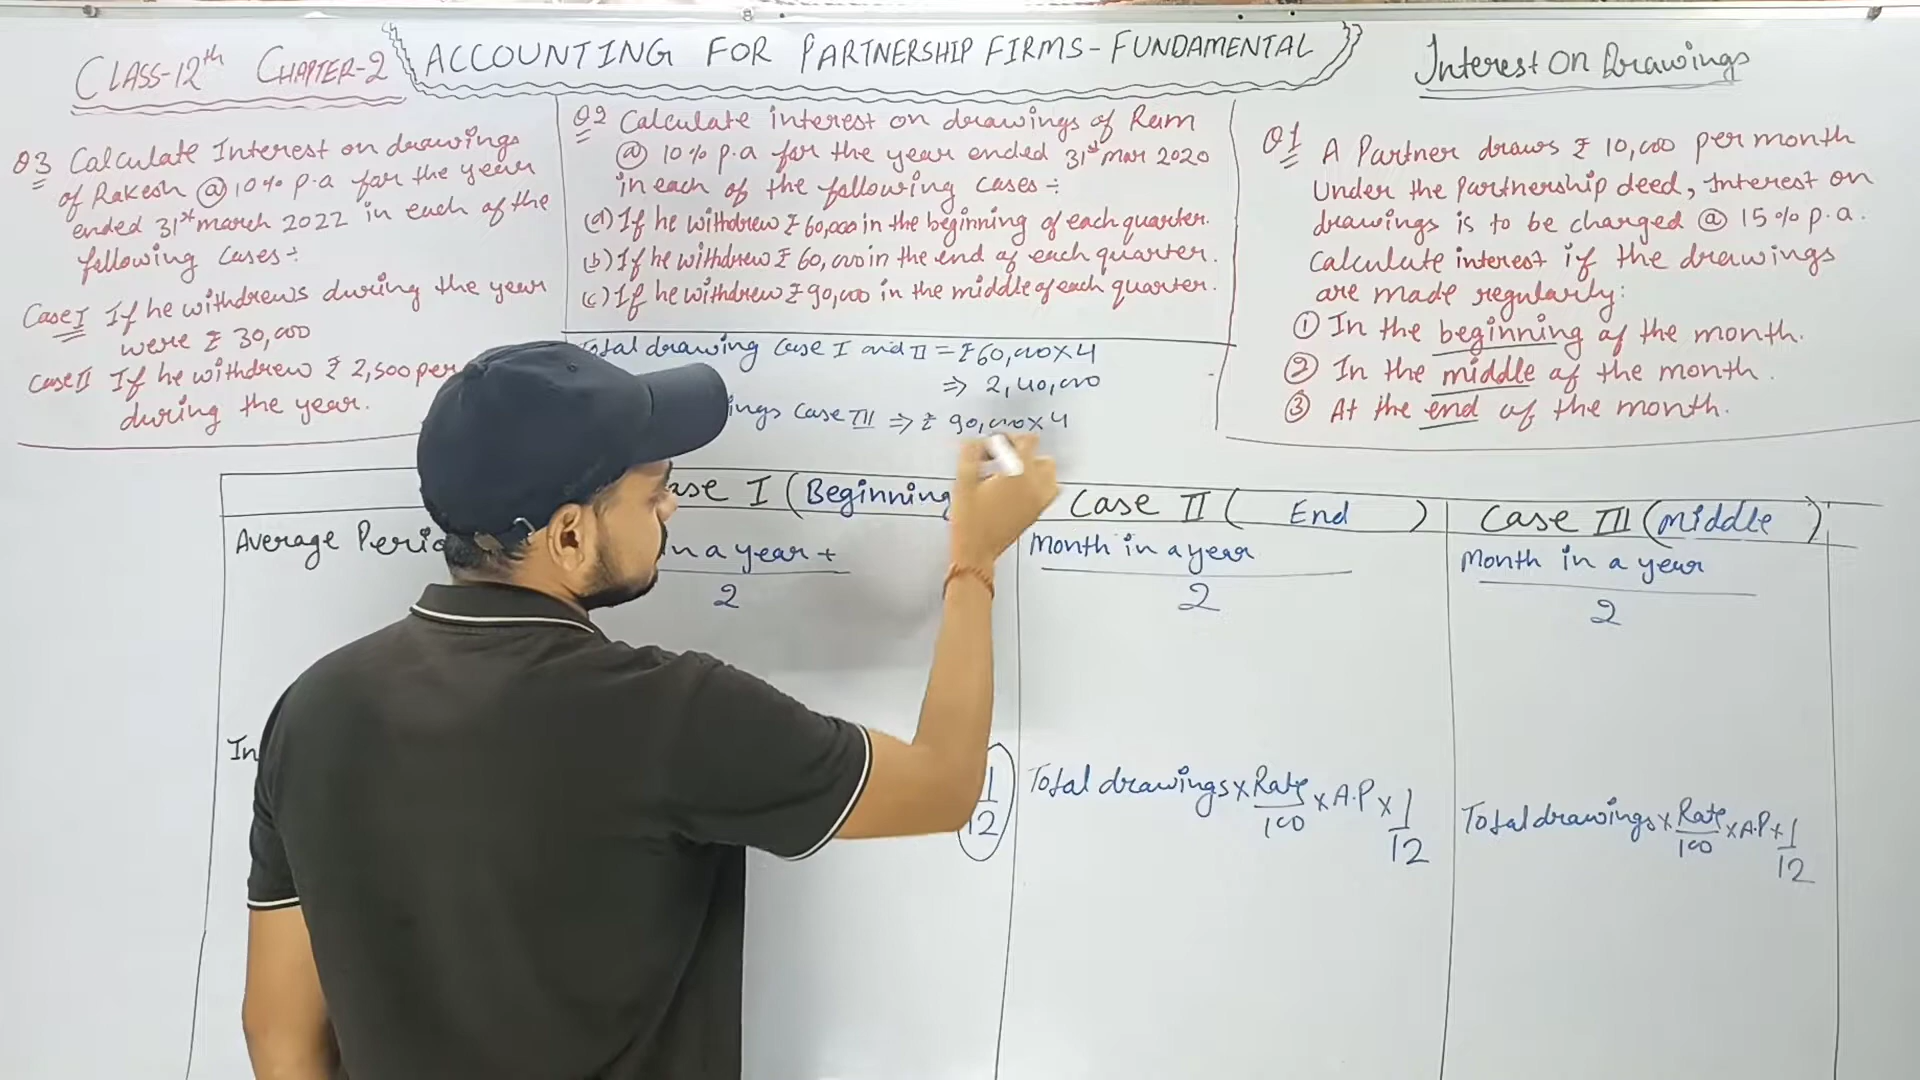 CLASS-12th CHAPTER-2
ACCOUNTING FOR PARTNERSHIP FIRMS-FUNDAMENTAL
Interest On Drawings
Q3 Calculate Interest on drawings
of Rakesh @ 10% p.a for the year
ended 31st march 2022 in each of the
following cases:-
Case I If he withdrews during the year
were ₹ 30,000
Case II If he withdrew ₹ 2,500 per
during the year.
Q2 Calculate interest on drawings of Ram
@ 10% p.a for the year ended 31st Mar 2020
in each of the following cases:-
(a) If he withdrew ₹ 60,000 in the beginning of each quarter.
(b) If he withdrew ₹ 60,000 in the end of each quarter.
(c) If he withdrew ₹ 90,000 in the middle of each quarter.
Q1 A Partner draws ₹ 10,000 per month
Under the Partnership deed, Interest on
drawings is to be charged @ 15% p.a.
Calculate interest if the drawings
are made regularly:
① In the beginning of the month.
② In the middle of the month.
③ At the end of the month.
Total drawing Case I and II = ₹ 60,000×4
⇒ 2,40,000
ings Case III ⇒ ₹ 90,000×4
ase I (Beginning
Case II ( End )
Case III (middle)
Average Perio
in a year +
2
Month in a year
2
Month in a year
2
In
1
12
Total drawings × Rate × A.P × 1
100 12
Total drawings × Rate × A.P × 1
100 12